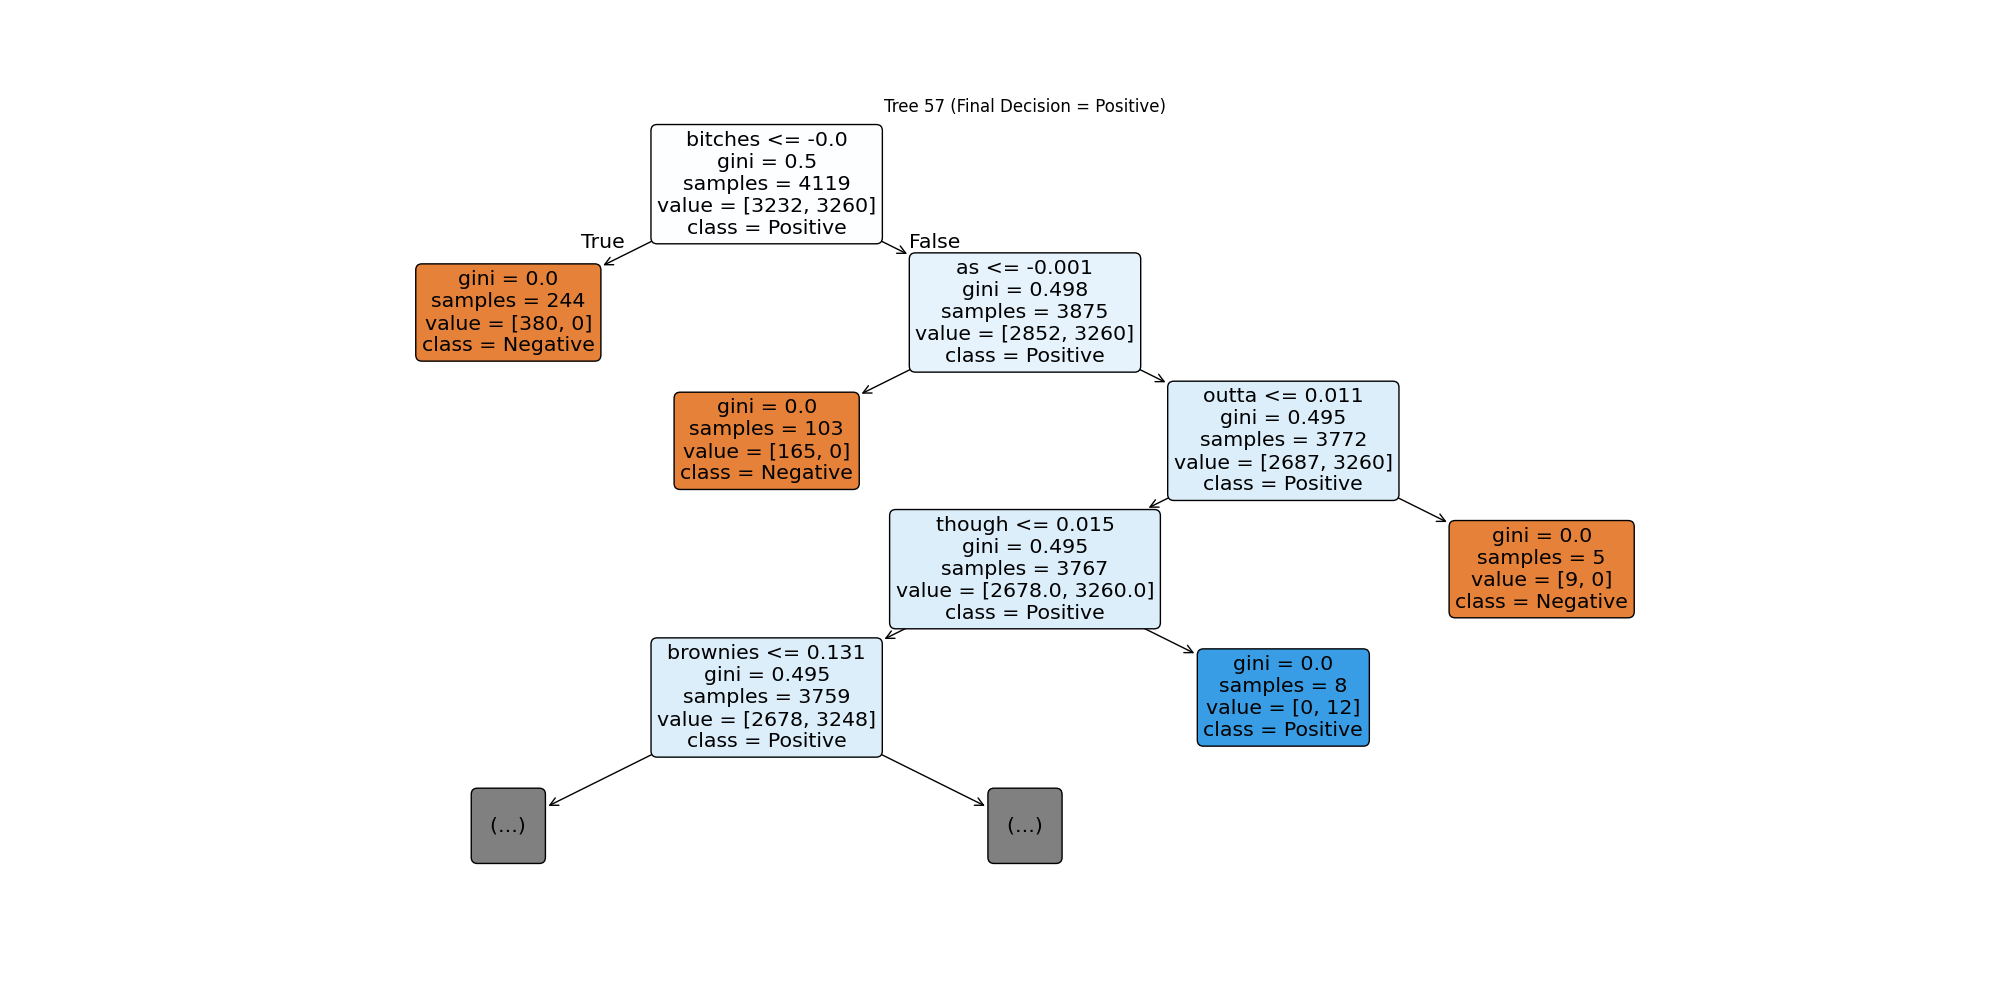 Tree 57 (Final Decision = Positive)
bitches <= -0.0
gini = 0.5
samples = 4119
value = [3232, 3260]
class = Positive
True
False
gini = 0.0
samples = 244
value = [380, 0]
class = Negative
as <= -0.001
gini = 0.498
samples = 3875
value = [2852, 3260]
class = Positive
gini = 0.0
samples = 103
value = [165, 0]
class = Negative
outta <= 0.011
gini = 0.495
samples = 3772
value = [2687, 3260]
class = Positive
though <= 0.015
gini = 0.495
samples = 3767
value = [2678.0, 3260.0]
class = Positive
gini = 0.0
samples = 5
value = [9, 0]
class = Negative
brownies <= 0.131
gini = 0.495
samples = 3759
value = [2678, 3248]
class = Positive
gini = 0.0
samples = 8
value = [0, 12]
class = Positive
(...)
(...)